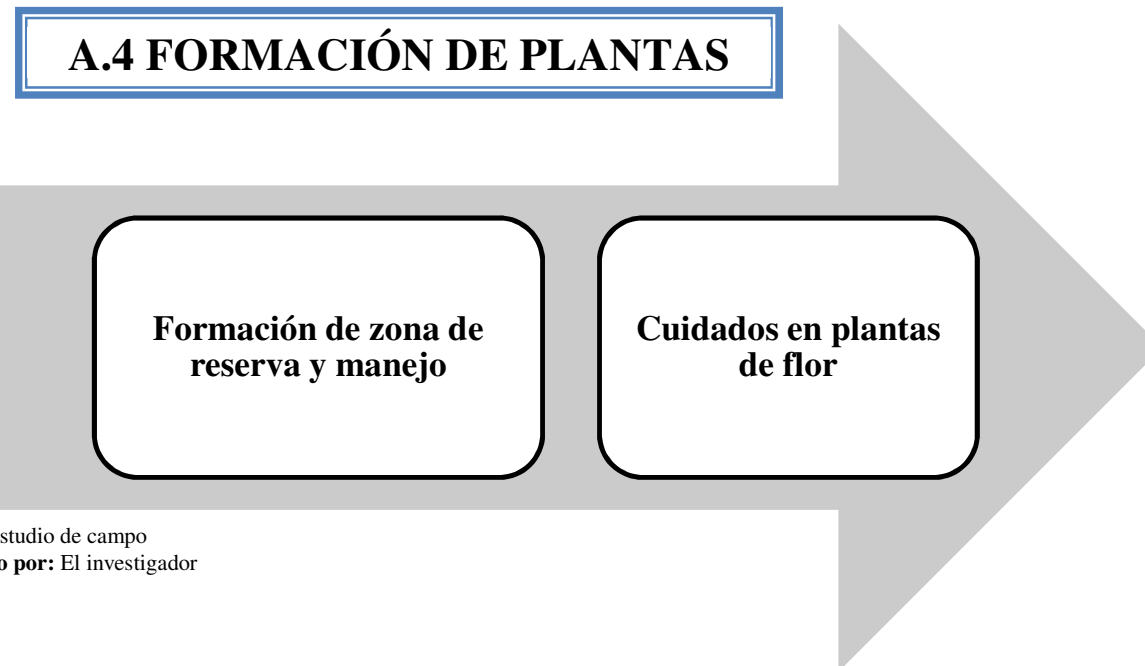 A.4 FORMACIÓN DE PLANTAS
Formación de zona de
reserva y manejo
Cuidados en plantas
de flor
studio de campo
o por: El investigador